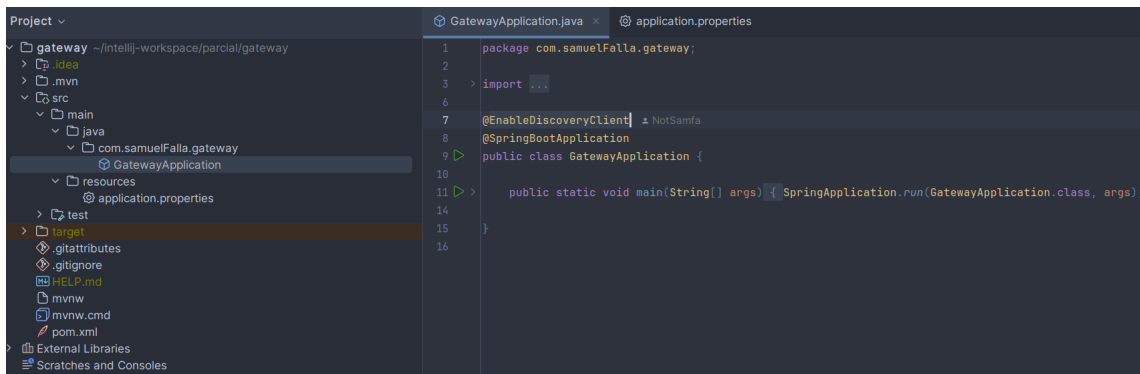 Project
gateway ~/intellij-workspace/parcial/gateway
.idea
.mvn
src
main
java
com.samuelFalla.gateway
GatewayApplication
resources
application.properties
test
target
.gitattributes
.gitignore
HELP.md
mvnw
mvnw.cmd
pom.xml
External Libraries
Scratches and Consoles
GatewayApplication.java × application.properties
1 package com.samuelFalla.gateway;
2
3 import ...
6
7 @EnableDiscoveryClient NotSamfa
8 @SpringBootApplication
9 public class GatewayApplication {
10
11 public static void main(String[] args) { SpringApplication.run(GatewayApplication.class, args)
14
15 }
16